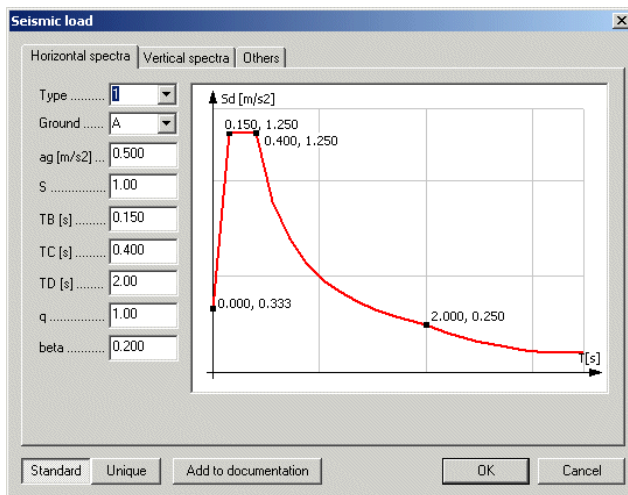 Seismic load
Horizontal spectra Vertical spectra Others
Type ......... 1
Ground ..... A
ag [m/s2] ... 0.500
S ................ 1.00
TB [s] ......... 0.150
TC [s] ......... 0.400
TD [s] ........ 2.00
q ................ 1.00
beta ........... 0.200
Sd [m/s2]
0.150, 1.250
0.400, 1.250
0.000, 0.333
2.000, 0.250
T[s]
Standard Unique Add to documentation OK Cancel